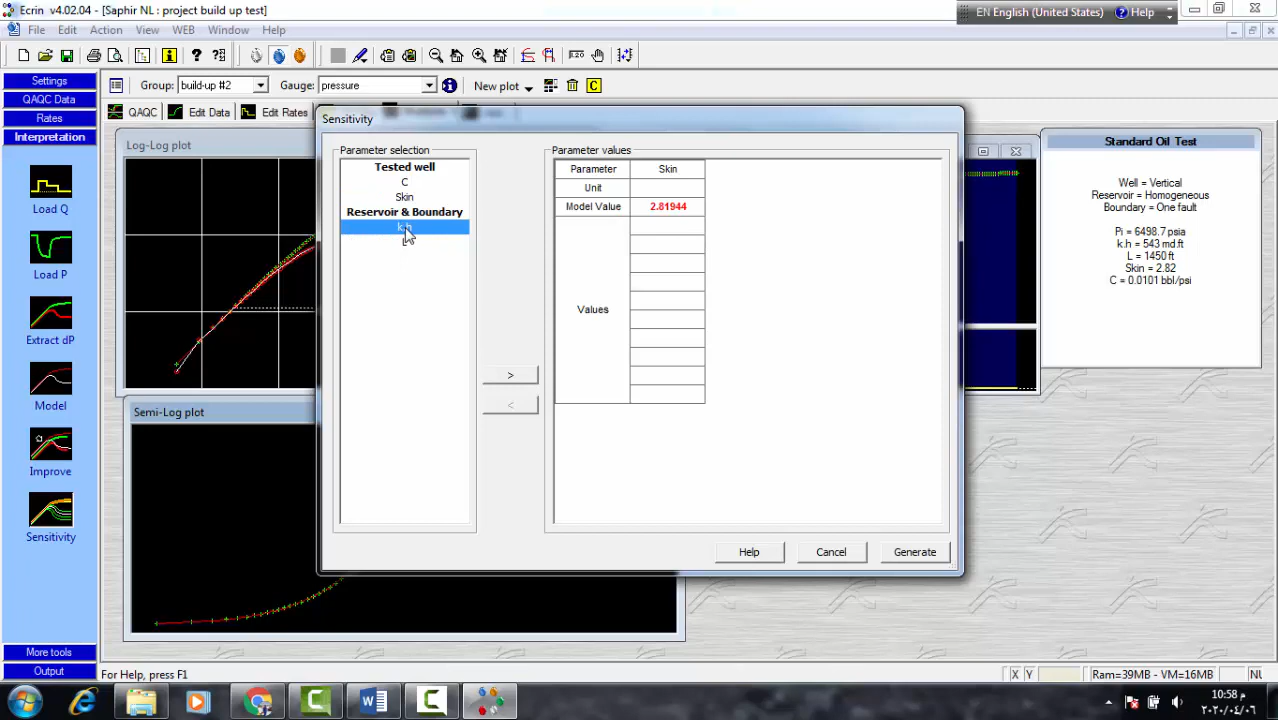 Ecrin v4.02.04 - [Saphir NL : project build up test]
EN English (United States) Help
File Edit Action View WEB Window Help
Settings
QAQC Data
Rates
Interpretation
Load Q
Load P
Extract dP
Model
Improve
Sensitivity
More tools
Output
Group: build-up #2 Gauge: pressure New plot
QAQC Edit Data Edit Rates
Log-Log plot
Semi-Log plot
Sensitivity
Parameter selection
Tested well
C
Skin
Reservoir & Boundary
k.h
>
<
Parameter values
Parameter Skin
Unit
Model Value 2.81944
Values
Help Cancel Generate
Standard Oil Test
Well = Vertical
Reservoir = Homogeneous
Boundary = One fault
Pi = 6498.7 psia
k.h = 543 md.ft
L = 1450 ft
Skin = 2.82
C = 0.0101 bbl/psi
For Help, press F1
X Y Ram=39MB - VM=16MB
١٠:٥٨ م
٢٠٢٠/٠٤/٠٦